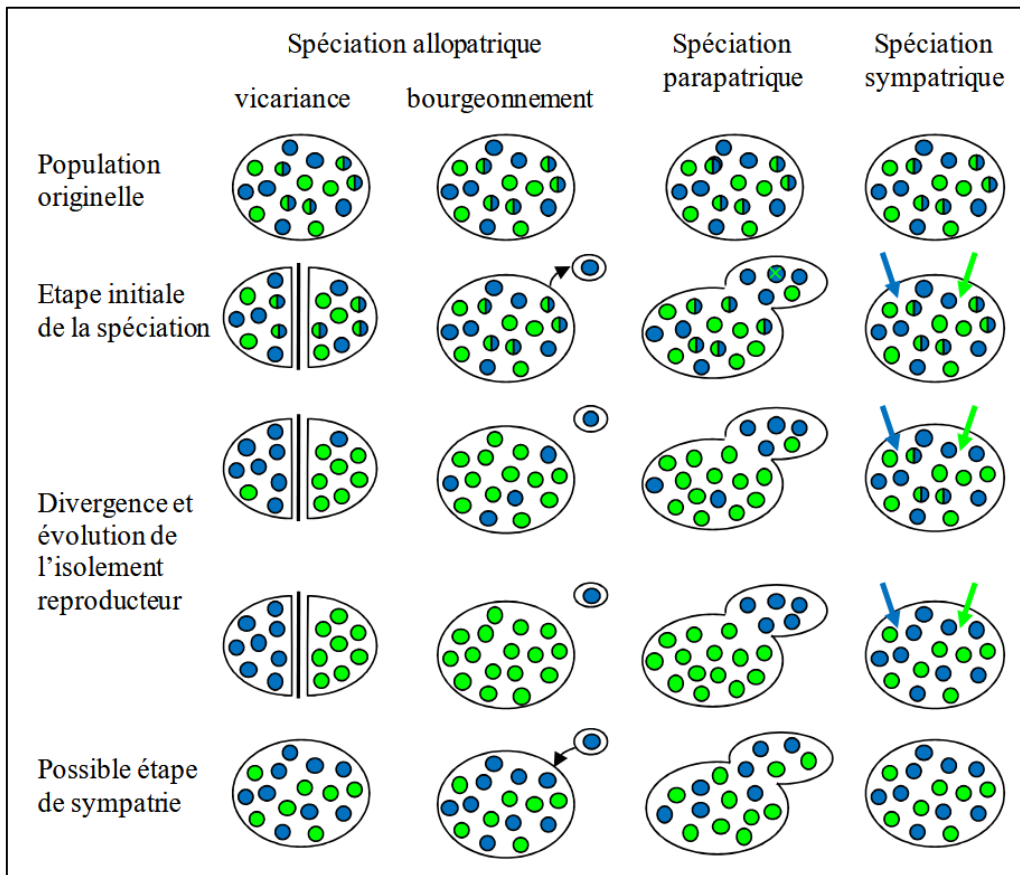 Spéciation allopatrique
Spéciation
parapatrique
Spéciation
sympatrique
vicariance
bourgeonnement
Population
originelle
Etape initiale
de la spéciation
Divergence et
évolution de
l’isolement
reproducteur
Possible étape
de sympatrie